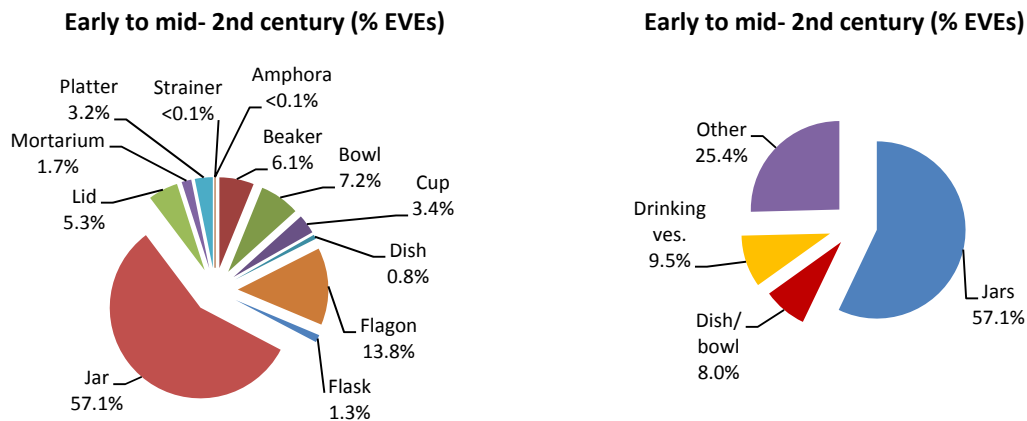 Early to mid- 2nd century (% EVEs)
Amphora
<0.1%
Strainer
<0.1%
Platter
3.2%
Mortarium
1.7%
Lid
5.3%
Beaker
6.1%
Bowl
7.2%
Cup
3.4%
Dish
0.8%
Flagon
13.8%
Flask
1.3%
Jar
57.1%
Early to mid- 2nd century (% EVEs)
Other
25.4%
Drinking
ves.
9.5%
Dish/
bowl
8.0%
Jars
57.1%